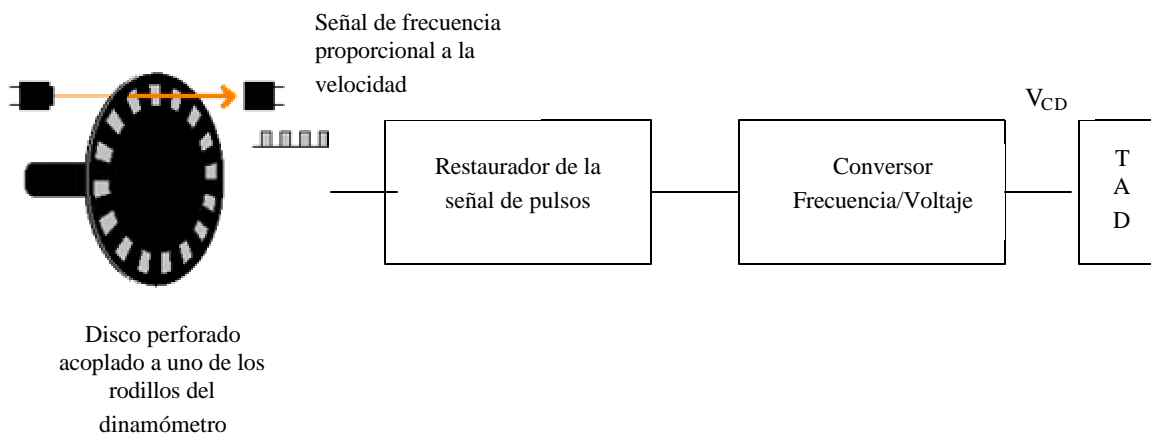 Señal de frecuencia
proporcional a la
velocidad
V_CD
Restaurador de la
señal de pulsos
Conversor
Frecuencia/Voltaje
T
A
D
Disco perforado
acoplado a uno de los
rodillos del
dinamómetro